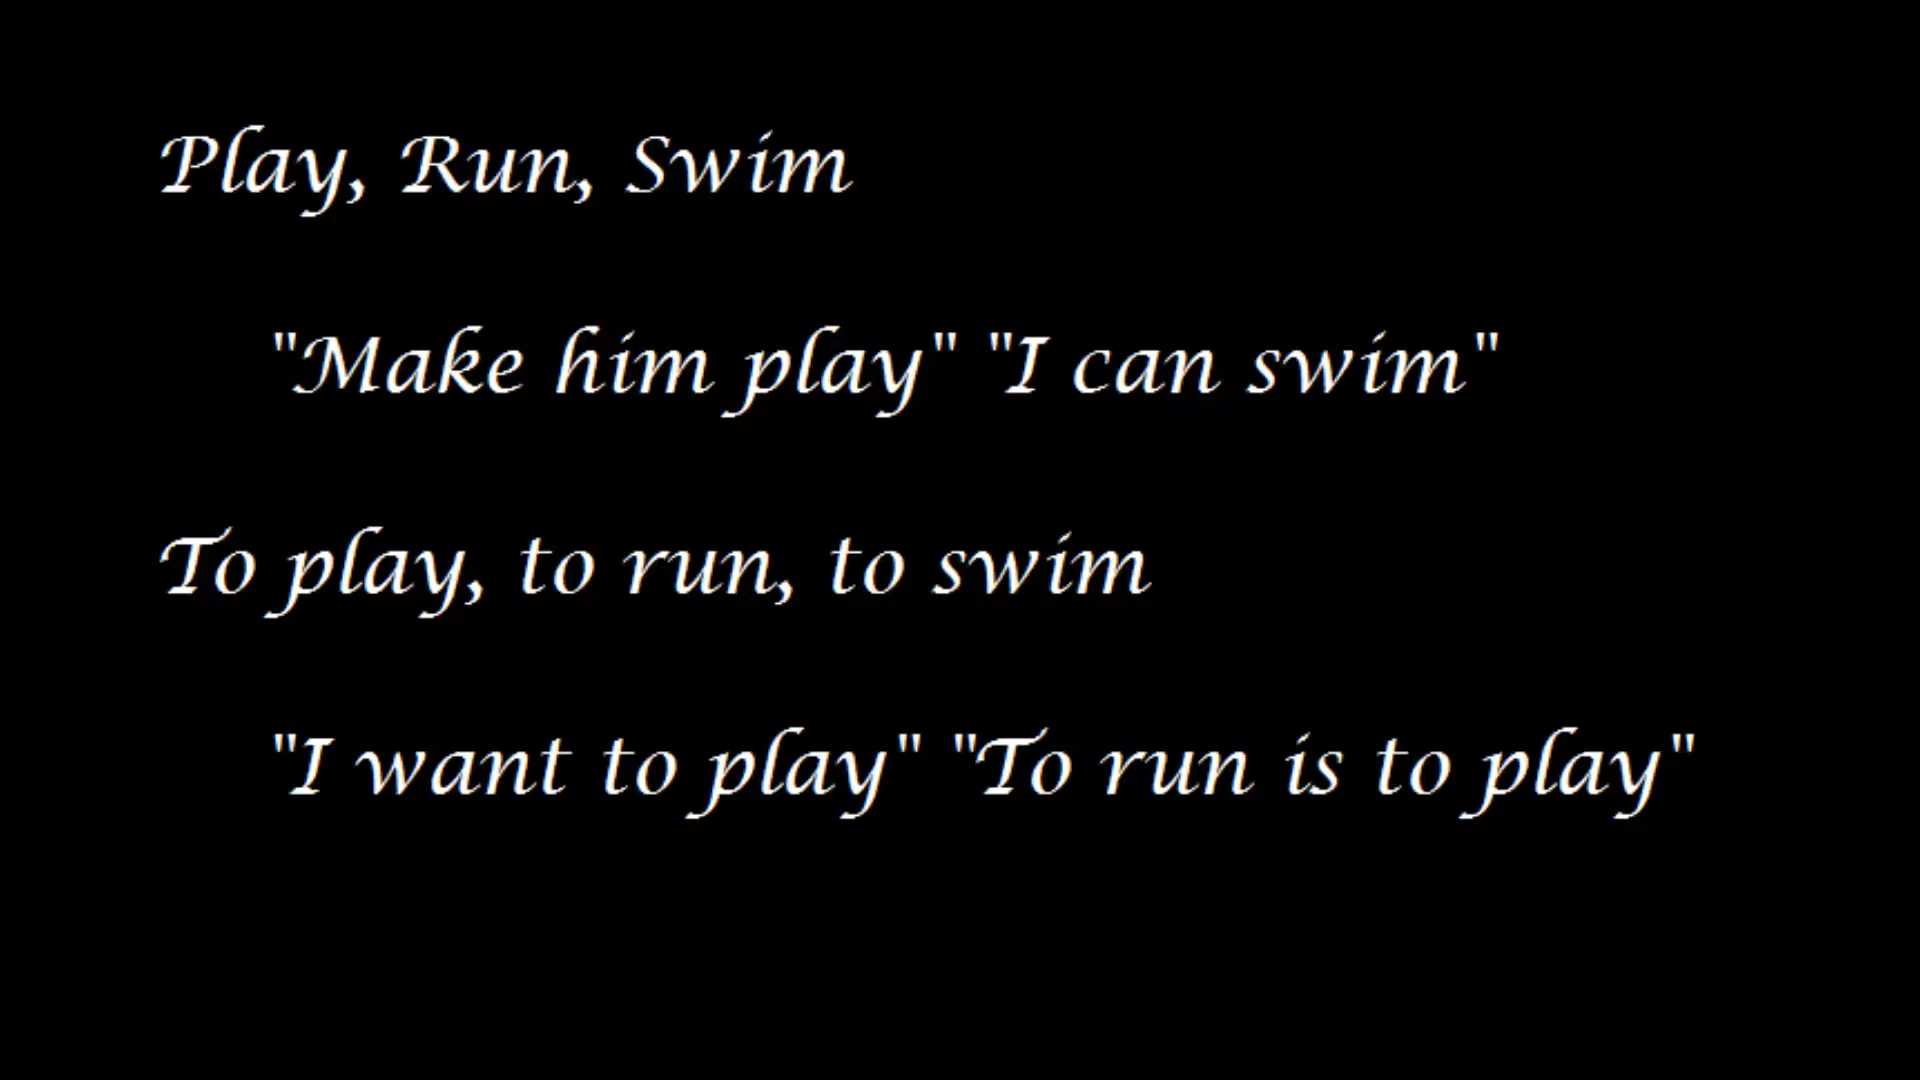 Play, Run, Swim
"Make him play" "I can swim"
To play, to run, to swim
"I want to play" "To run is to play"